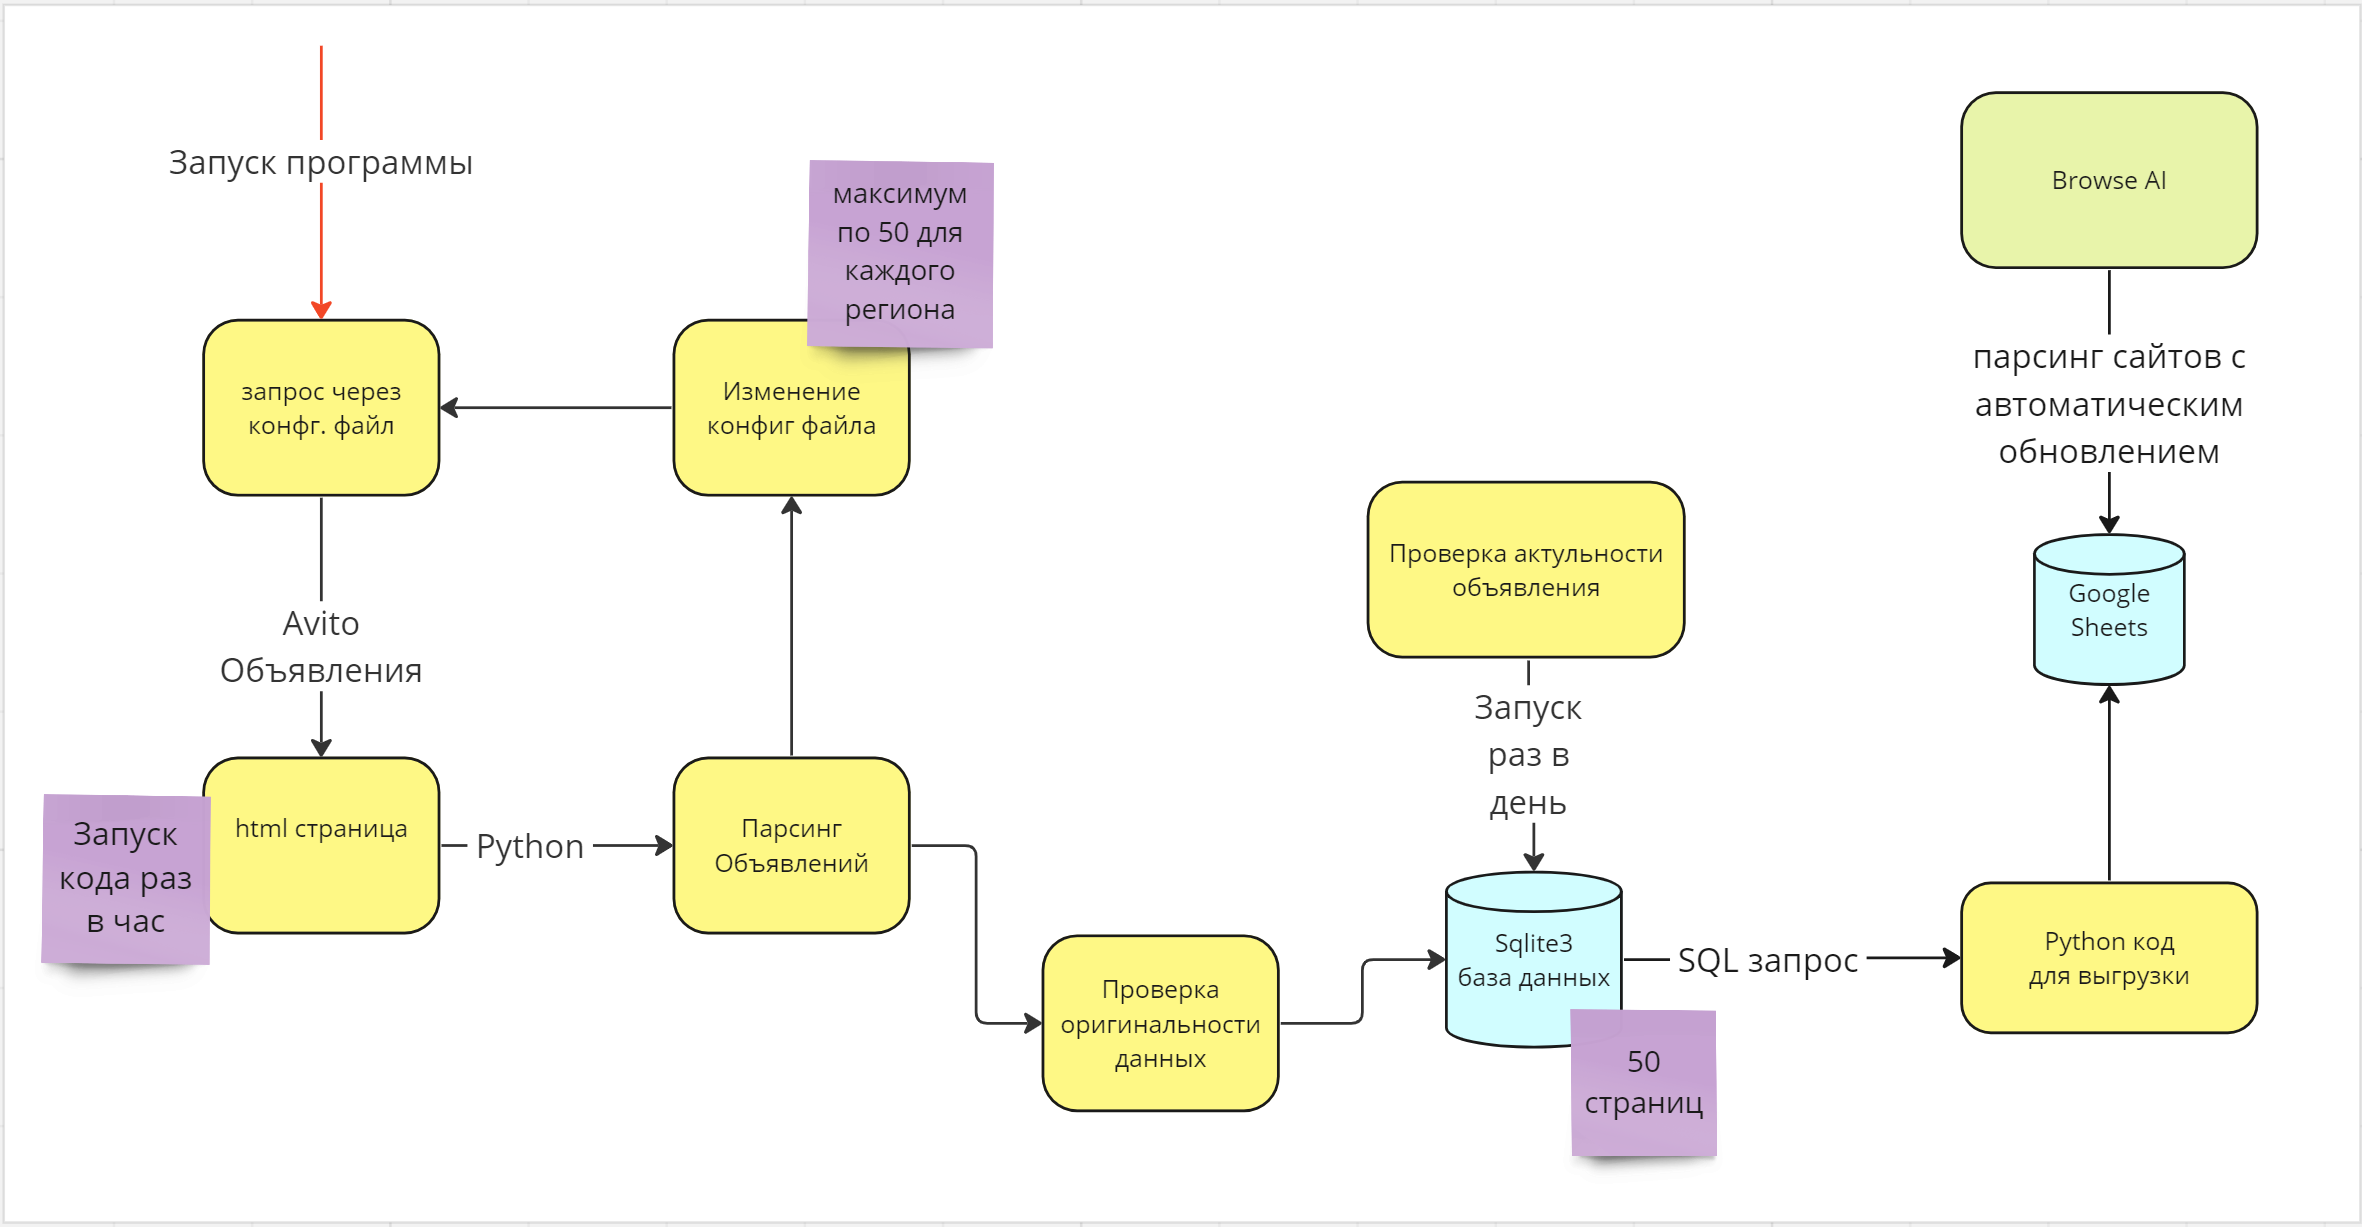 Запуск программы
максимум
по 50 для
каждого
региона
Browse AI
запрос через
конфг. файл
Изменение
конфиг файла
парсинг сайтов с
автоматическим
обновлением
Проверка актульности
объявления
Google
Sheets
Avito
Объявления
Запуск
раз в
день
Запуск
кода раз
в час
html страница
Python
Парсинг
Объявлений
Проверка
оригинальности
данных
Sqlite3
база данных
SQL запрос
Python код
для выгрузки
50
страниц